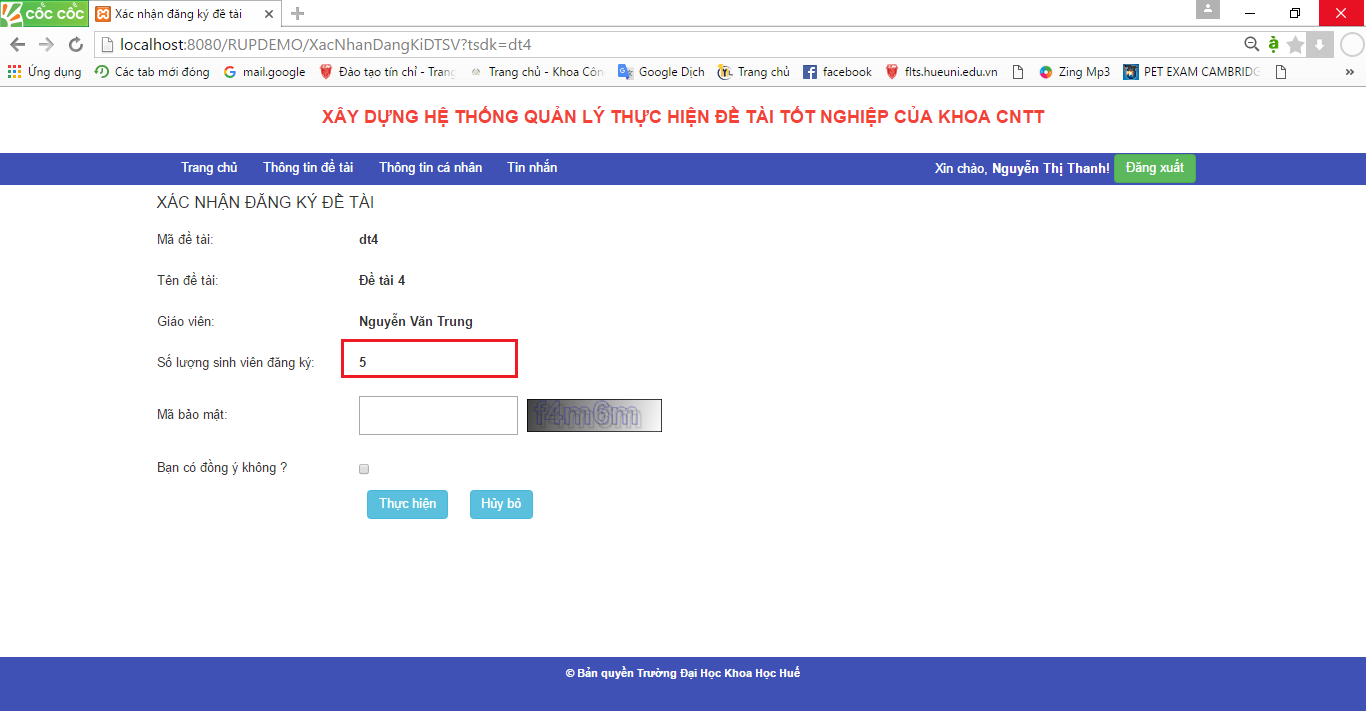 cốc cốc Xác nhận đăng ký đề tài
localhost:8080/RUPDEMO/XacNhanDangKiDTSV?tsdk=dt4
Ứng dụng Các tab mới đóng mail.google Đào tạo tín chỉ - Trang Trang chủ - Khoa Côn Google Dịch Trang chủ facebook flts.hueuni.edu.vn Zing Mp3 PET EXAM CAMBRIDG »
XÂY DỰNG HỆ THỐNG QUẢN LÝ THỰC HIỆN ĐỀ TÀI TỐT NGHIỆP CỦA KHOA CNTT
Trang chủ Thông tin đề tài Thông tin cá nhân Tin nhắn Xin chào, Nguyễn Thị Thanh! Đăng xuất
XÁC NHẬN ĐĂNG KÝ ĐỀ TÀI
Mã đề tài: dt4
Tên đề tài: Đề tài 4
Giáo viên: Nguyễn Văn Trung
Số lượng sinh viên đăng ký: 5
Mã bảo mật: f4m6m
Bạn có đồng ý không ?
Thực hiện Hủy bỏ
© Bản quyền Trường Đại Học Khoa Học Huế